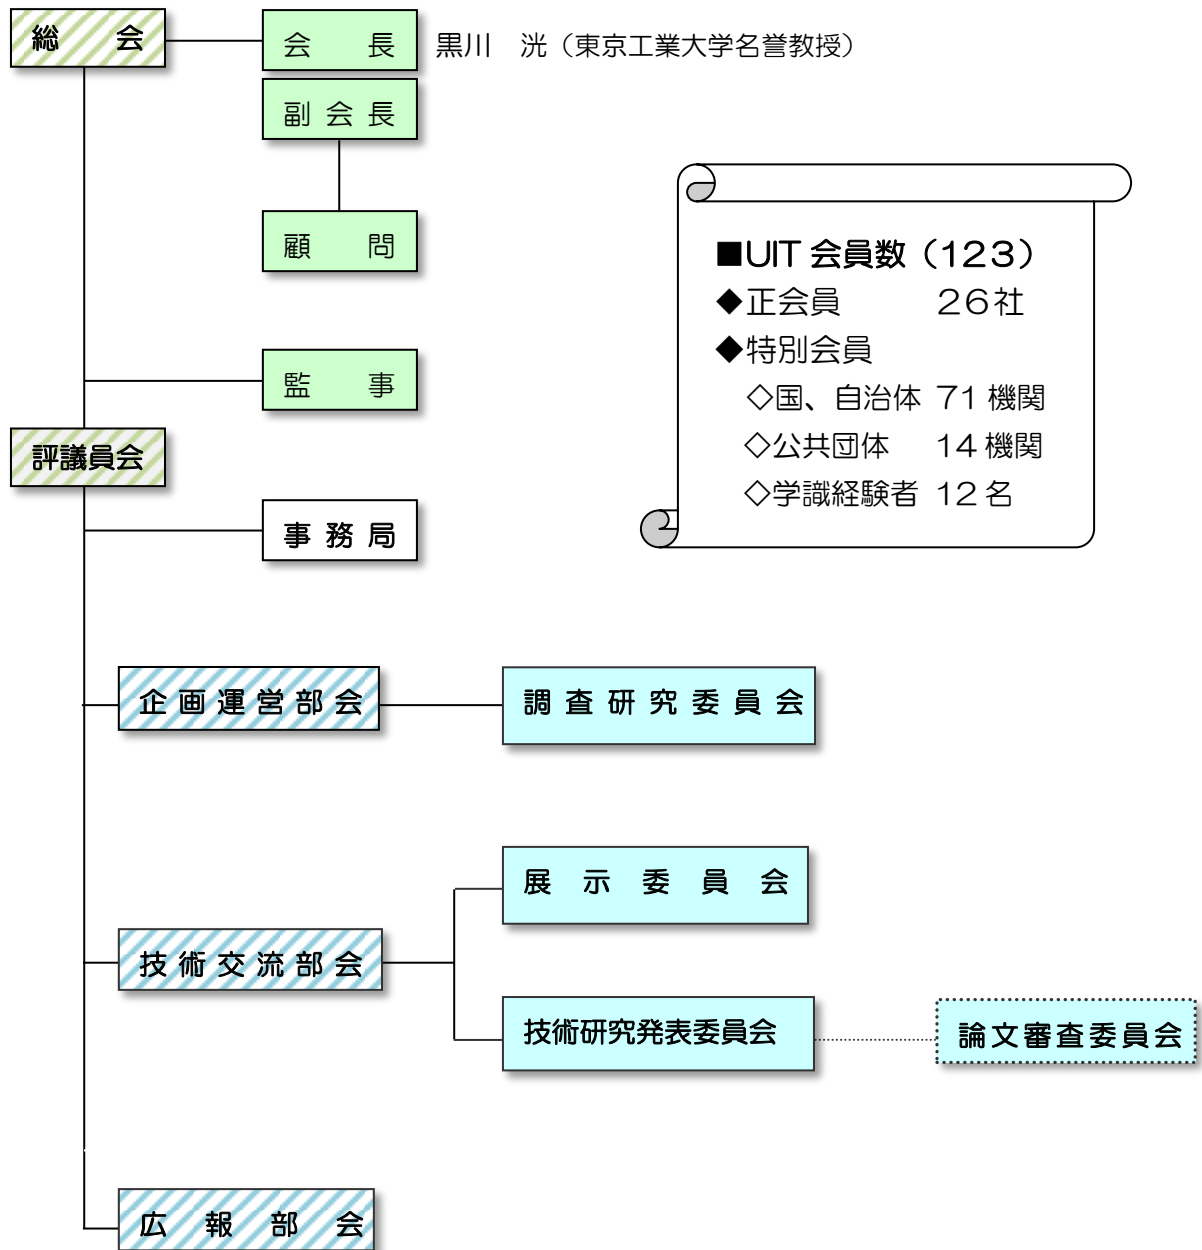 総　会
会　長　黒川　洸（東京工業大学名誉教授）
副会長
顧　問
■UIT 会員数（123）
◆正会員　26社
◆特別会員
◇国、自治体 71 機関
◇公共団体　14 機関
◇学識経験者 12 名
監　事
評議員会
事務局
企画運営部会
調査研究委員会
展示委員会
技術交流部会
技術研究発表委員会
論文審査委員会
広報部会